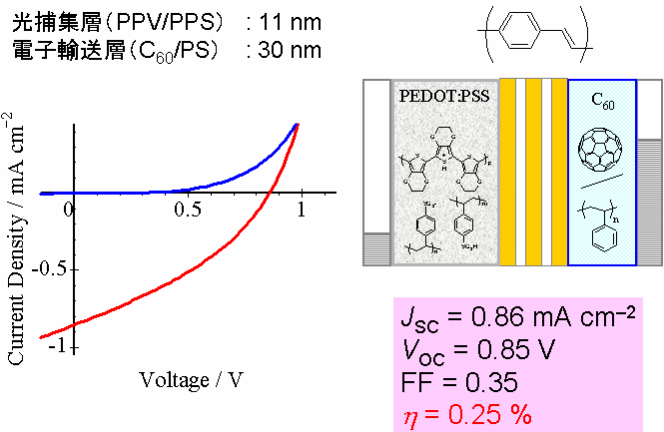 光捕集層(PPV/PPS) : 11 nm
電子輸送層(C₆₀/PS) : 30 nm
n
PEDOT:PSS
C₆₀
n
Current Density / mA cm⁻²
0
0.5
1
-0.5
-1
Voltage / V
J_SC = 0.86 mA cm⁻²
V_OC = 0.85 V
FF = 0.35
η = 0.25 %